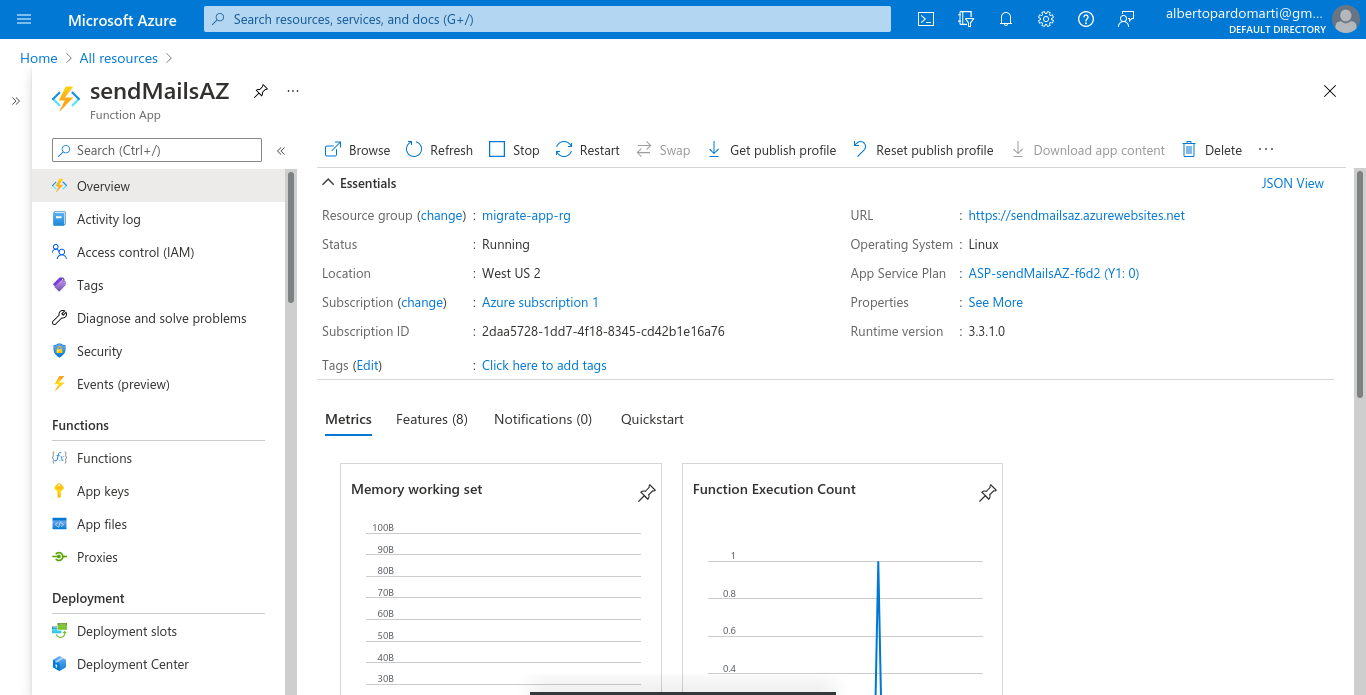 Microsoft Azure
Search resources, services, and docs (G+/)
albertopardomarti@gm...
DEFAULT DIRECTORY
Home
All resources
sendMailsAZ
Function App
Search (Ctrl+/)
Overview
Activity log
Access control (IAM)
Tags
Diagnose and solve problems
Security
Events (preview)
Functions
Functions
App keys
App files
Proxies
Deployment
Deployment slots
Deployment Center
Browse
Refresh
Stop
Restart
Swap
Get publish profile
Reset publish profile
Download app content
Delete
Essentials
JSON View
Resource group (change) : migrate-app-rg
Status : Running
Location : West US 2
Subscription (change) : Azure subscription 1
Subscription ID : 2daa5728-1dd7-4f18-8345-cd42b1e16a76
Tags (Edit) : Click here to add tags
URL : https://sendmailsaz.azurewebsites.net
Operating System : Linux
App Service Plan : ASP-sendMailsAZ-f6d2 (Y1: 0)
Properties : See More
Runtime version : 3.3.1.0
Metrics
Features (8)
Notifications (0)
Quickstart
Memory working set
100B
90B
80B
70B
60B
50B
40B
30B
Function Execution Count
1
0.8
0.6
0.4